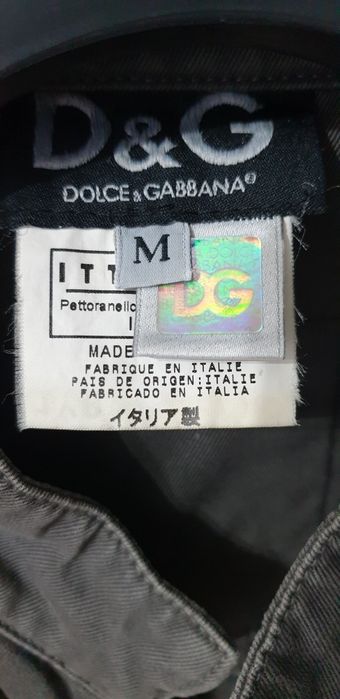 D&G
DOLCE & GABBANA®
M
ITT
DG
Pettoranello
I
MADE
FABRIQUE EN ITALIE
PAIS DE ORIGEN:ITALIE
FABRICADO EN ITALIA
イタリア製